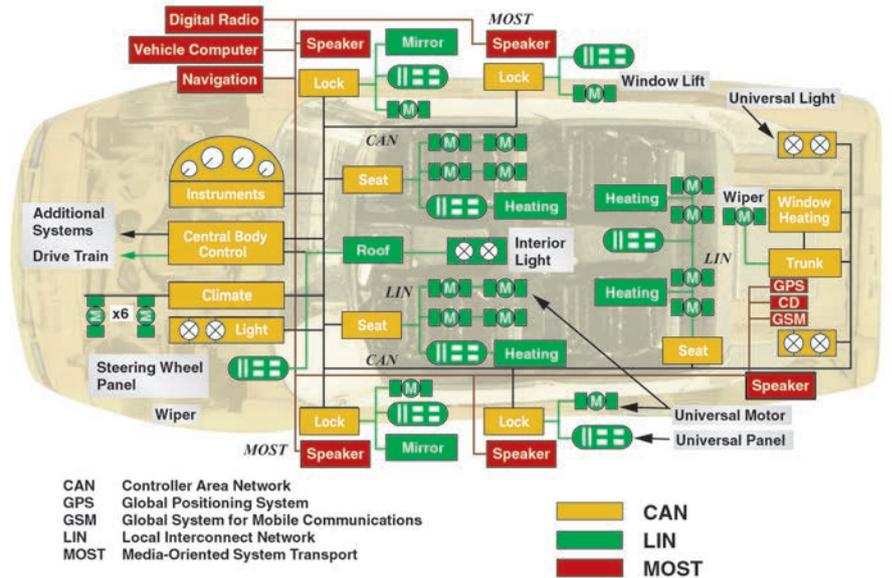 Digital Radio
MOST
Vehicle Computer
Speaker
Mirror
Speaker
Navigation
Lock
Lock
M
M
Window Lift
Universal Light
CAN
M
M
Seat
M
M
Instruments
Heating
Heating
M
M
Wiper
M
Window
Heating
Additional
Systems
Drive Train
Central Body
Control
Roof
Interior
Light
LIN
Trunk
Climate
LIN
M
M
M
Heating
M
GPS
CD
GSM
M
x6
M
Light
Seat
M
M
CAN
Heating
Seat
Steering Wheel
Panel
Speaker
Wiper
M
M
Lock
Lock
Universal Motor
MOST
Speaker
Mirror
Speaker
Universal Panel
CAN Controller Area Network
GPS Global Positioning System
GSM Global System for Mobile Communications
LIN Local Interconnect Network
MOST Media-Oriented System Transport
CAN
LIN
MOST